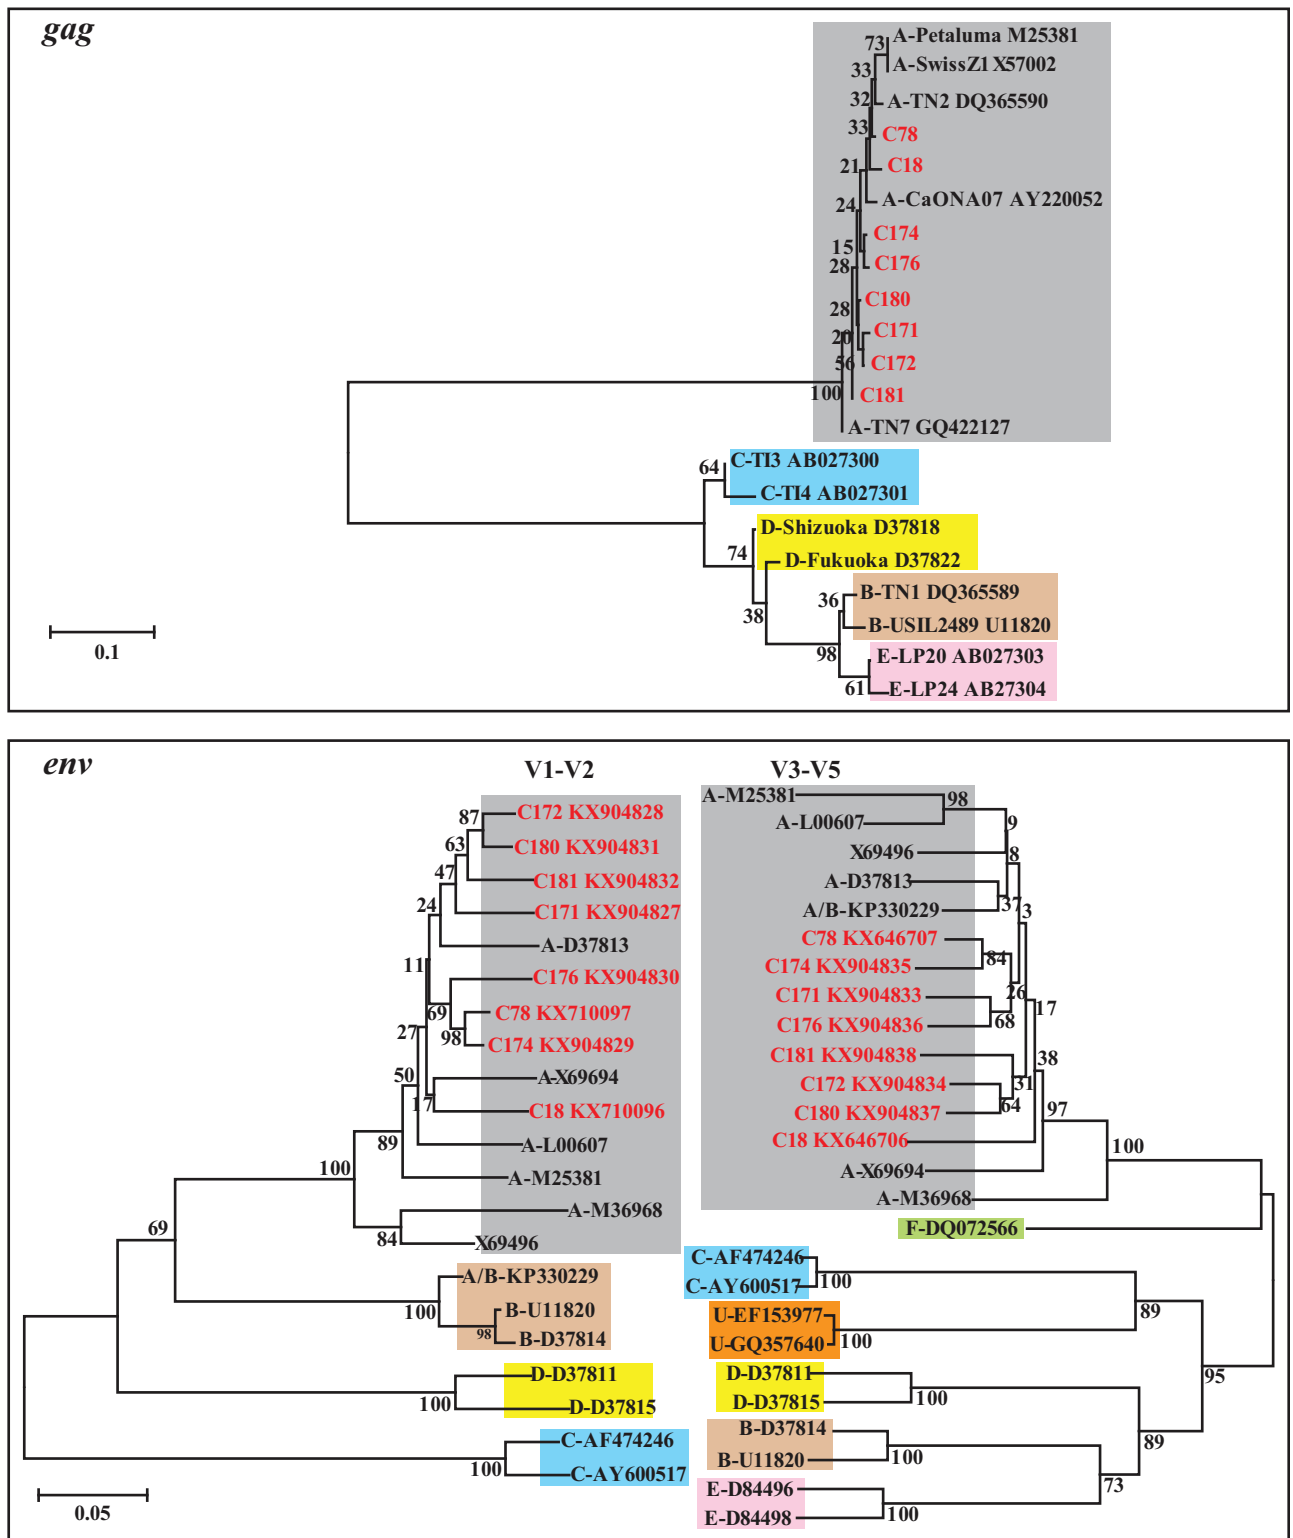 gag
73
A-Petaluma M25381
A-SwissZ1 X57002
33
A-TN2 DQ365590
32
33
C78
C18
21
A-CaONA07 AY220052
24
C174
15
C176
28
C180
28
C171
20
C172
56
C181
100
A-TN7 GQ422127
C-TI3 AB027300
64
C-TI4 AB027301
D-Shizuoka D37818
74
D-Fukuoka D37822
B-TN1 DQ365589
36
38
B-USIL2489 U11820
0.1
98
E-LP20 AB027303
61
E-LP24 AB27304
env
V1-V2
C172 KX904828
87
C180 KX904831
63
C181 KX904832
47
24
C171 KX904827
A-D37813
11
C176 KX904830
69
C78 KX710097
98
C174 KX904829
27
50
A-X69694
17
C18 KX710096
89
A-L00607
100
A-M25381
A-M36968
69
84
X69496
A/B-KP330229
100
B-U11820
98
B-D37814
D-D37811
100
D-D37815
C-AF474246
100
C-AY600517
0.05
V3-V5
A-M25381
98
A-L00607
9
X69496
8
A-D37813
37
A/B-KP330229
3
C78 KX646707
84
C174 KX904835
26
C171 KX904833
17
68
C176 KX904836
C181 KX904838
38
C172 KX904834
31
64
C180 KX904837
97
C18 KX646706
100
A-X69694
A-M36968
F-DQ072566
C-AF474246
100
C-AY600517
89
U-EF153977
100
U-GQ357640
95
D-D37811
100
D-D37815
B-D37814
89
100
B-U11820
73
E-D84496
100
E-D84498